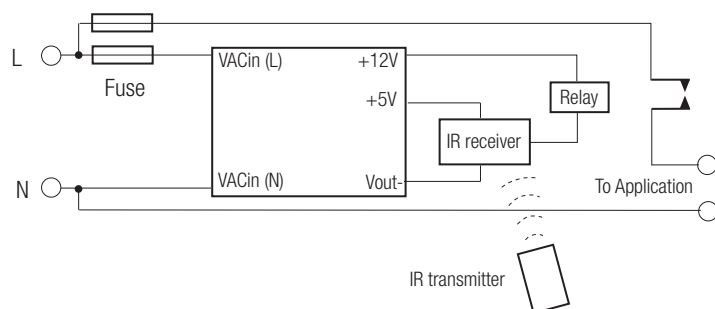 L
Fuse
VACin (L)
+12V
+5V
Relay
IR receiver
N
VACin (N)
Vout-
To Application
IR transmitter